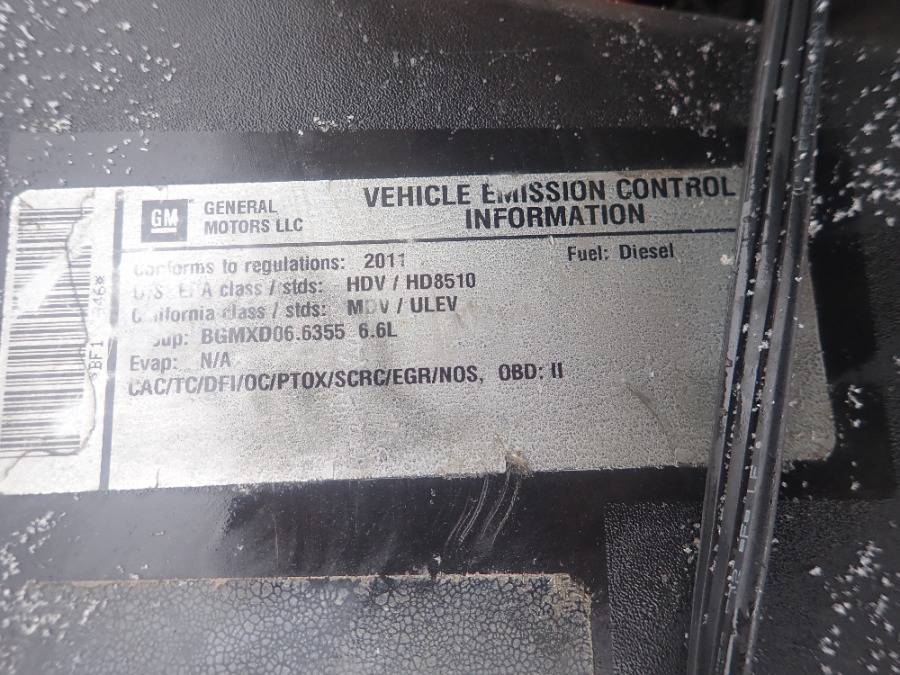 GM
GENERAL
MOTORS LLC
VEHICLE EMISSION CONTROL
INFORMATION
Conforms to regulations: 2011
Fuel: Diesel
U.S. EPA class / stds: HDV / HD8510
California class / stds: MDV / ULEV
BGMXD06.6355 6.6L
Evap: N/A
CAC/TC/DFI/OC/PTOX/SCRC/EGR/NOS, OBD: II